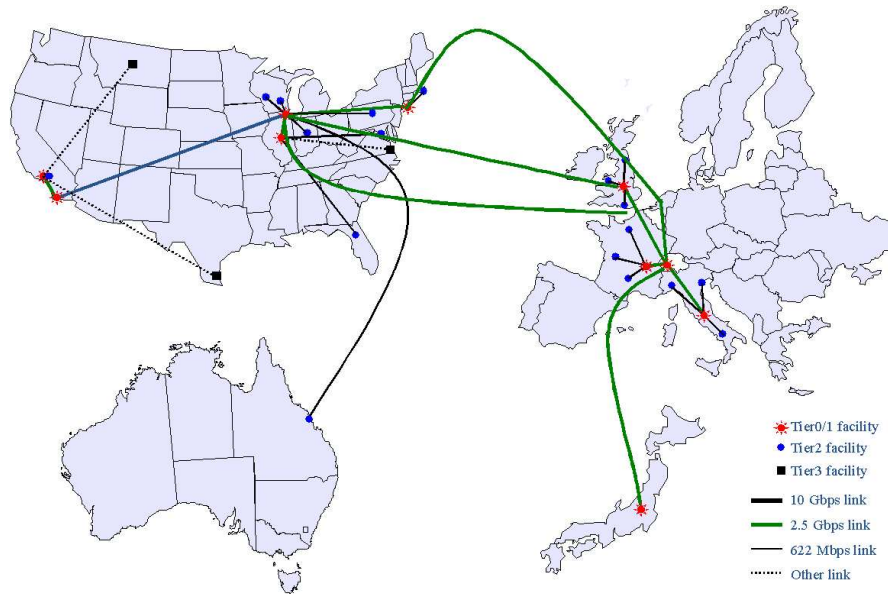 Tier0/1 facility
Tier2 facility
Tier3 facility
10 Gbps link
2.5 Gbps link
622 Mbps link
Other link